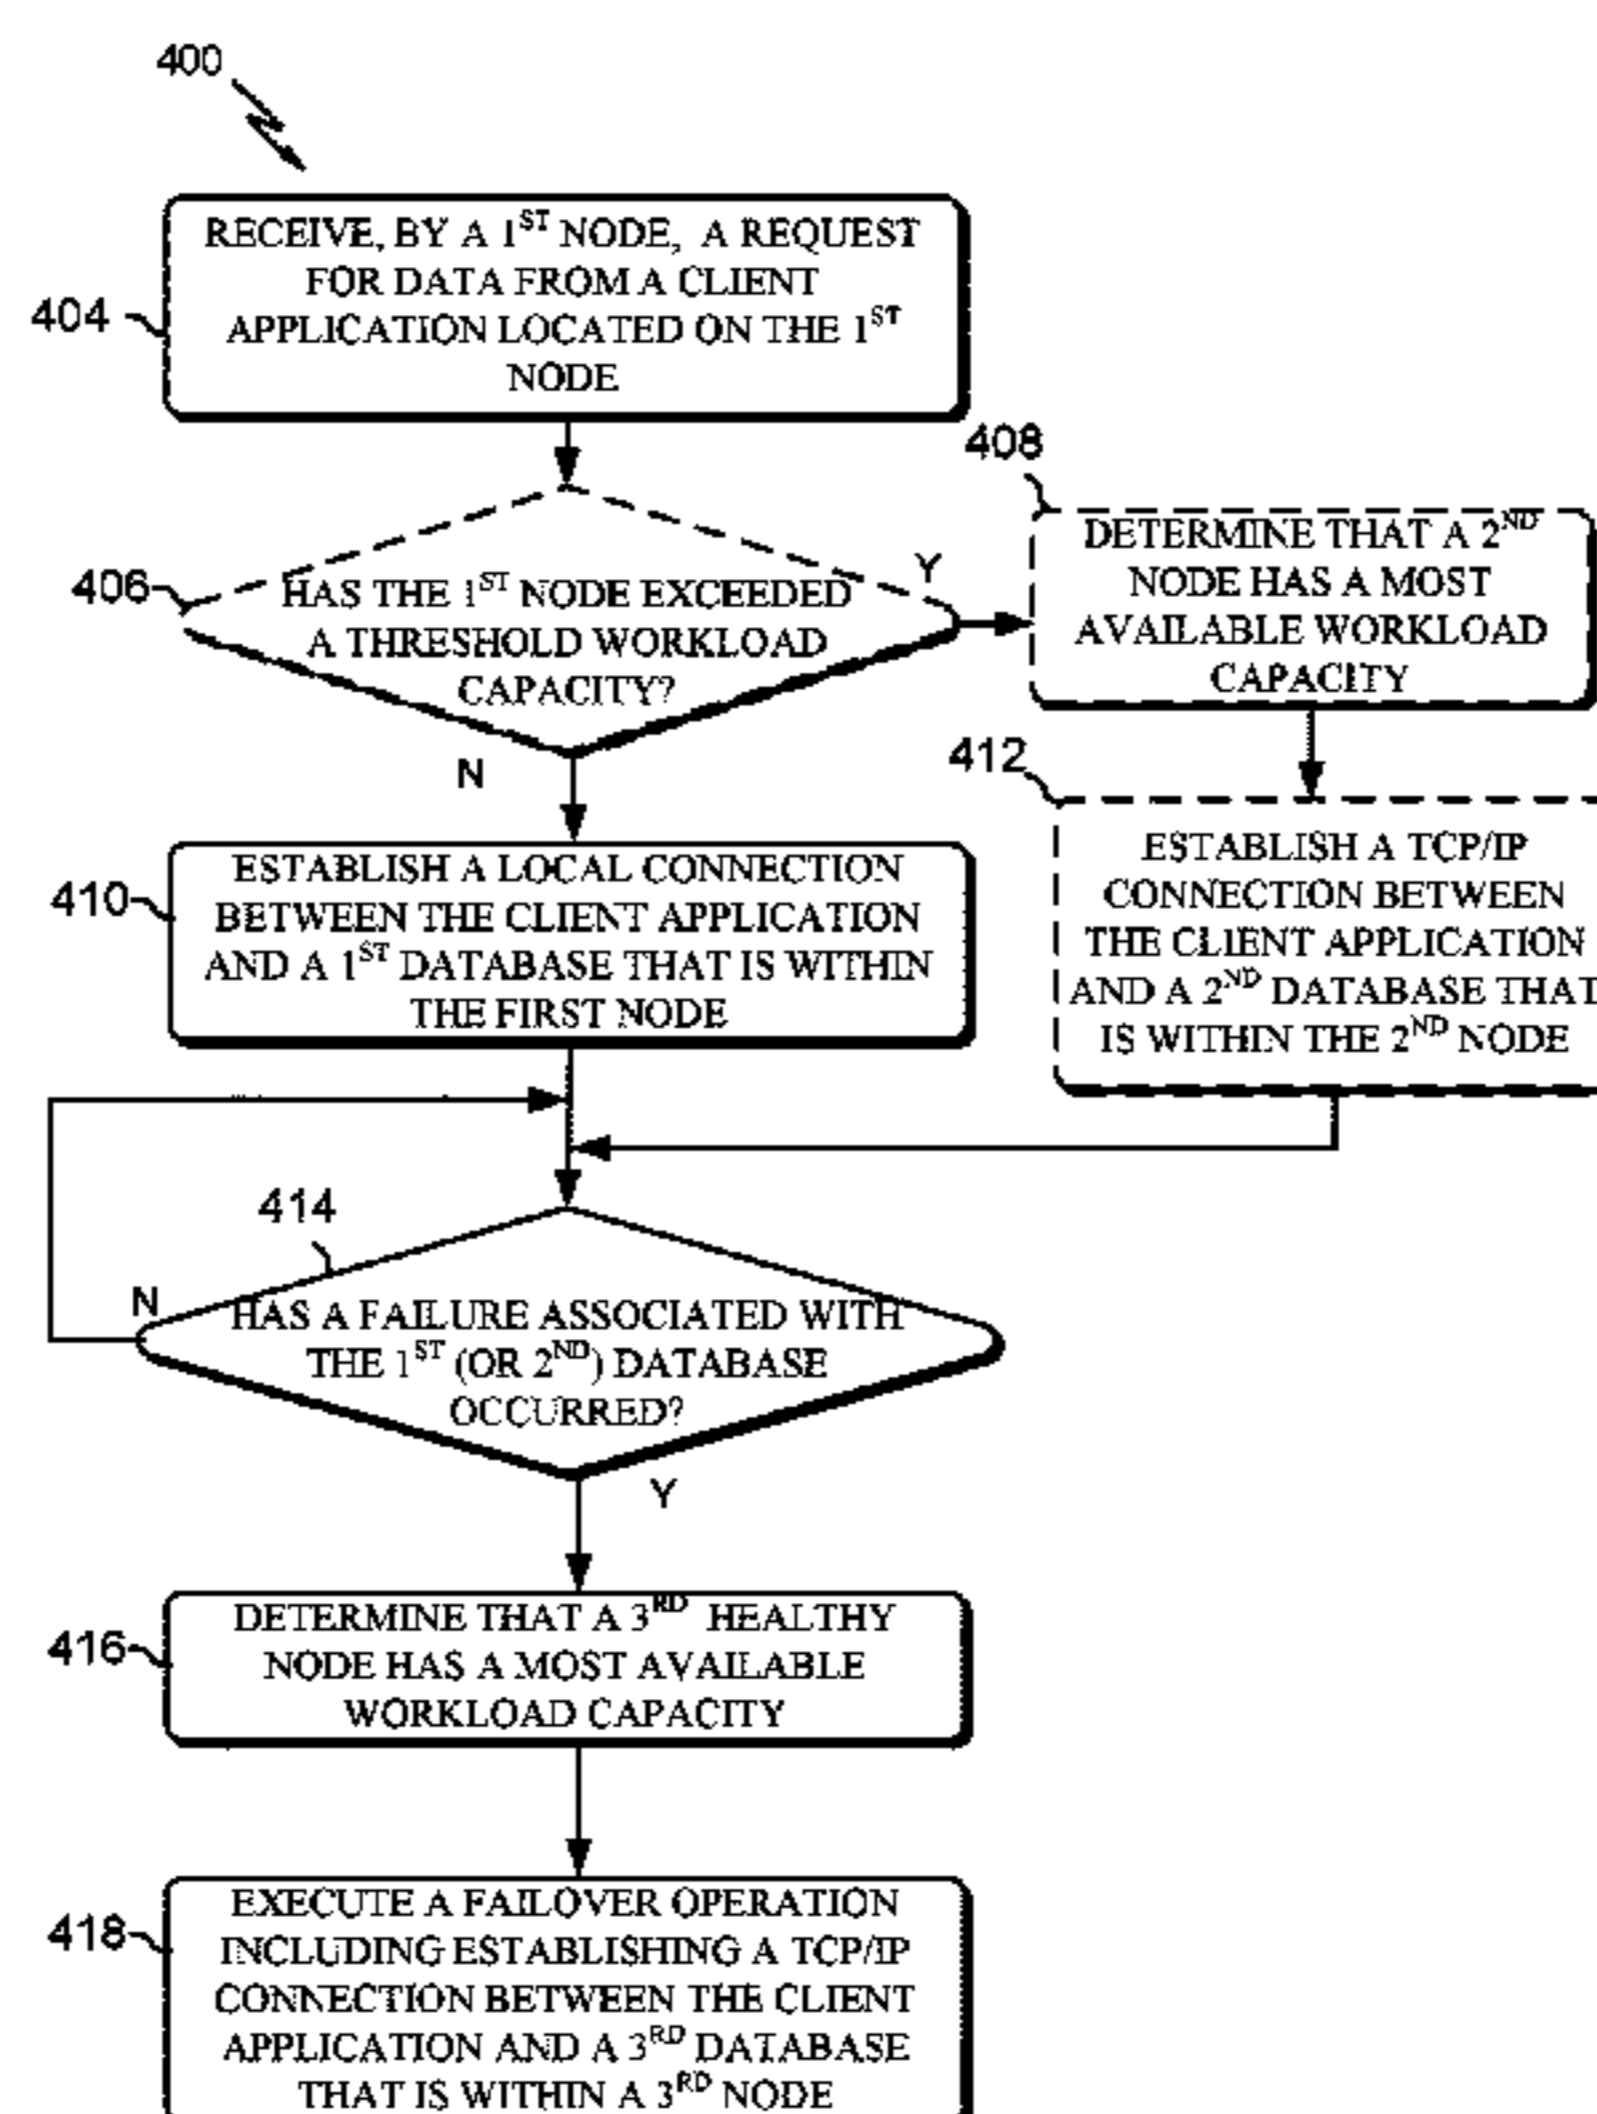 400
404
RECEIVE, BY A 1ST NODE, A REQUEST
FOR DATA FROM A CLIENT
APPLICATION LOCATED ON THE 1ST
NODE
406
HAS THE 1ST NODE EXCEEDED
A THRESHOLD WORKLOAD
CAPACITY?
Y
N
408
DETERMINE THAT A 2ND
NODE HAS A MOST
AVAILABLE WORKLOAD
CAPACITY
410
ESTABLISH A LOCAL CONNECTION
BETWEEN THE CLIENT APPLICATION
AND A 1ST DATABASE THAT IS WITHIN
THE FIRST NODE
412
ESTABLISH A TCP/IP
CONNECTION BETWEEN
THE CLIENT APPLICATION
AND A 2ND DATABASE THAT
IS WITHIN THE 2ND NODE
414
N
HAS A FAILURE ASSOCIATED WITH
THE 1ST (OR 2ND) DATABASE
OCCURRED?
Y
416
DETERMINE THAT A 3RD HEALTHY
NODE HAS A MOST AVAILABLE
WORKLOAD CAPACITY
418
EXECUTE A FAILOVER OPERATION
INCLUDING ESTABLISHING A TCP/IP
CONNECTION BETWEEN THE CLIENT
APPLICATION AND A 3RD DATABASE
THAT IS WITHIN A 3RD NODE